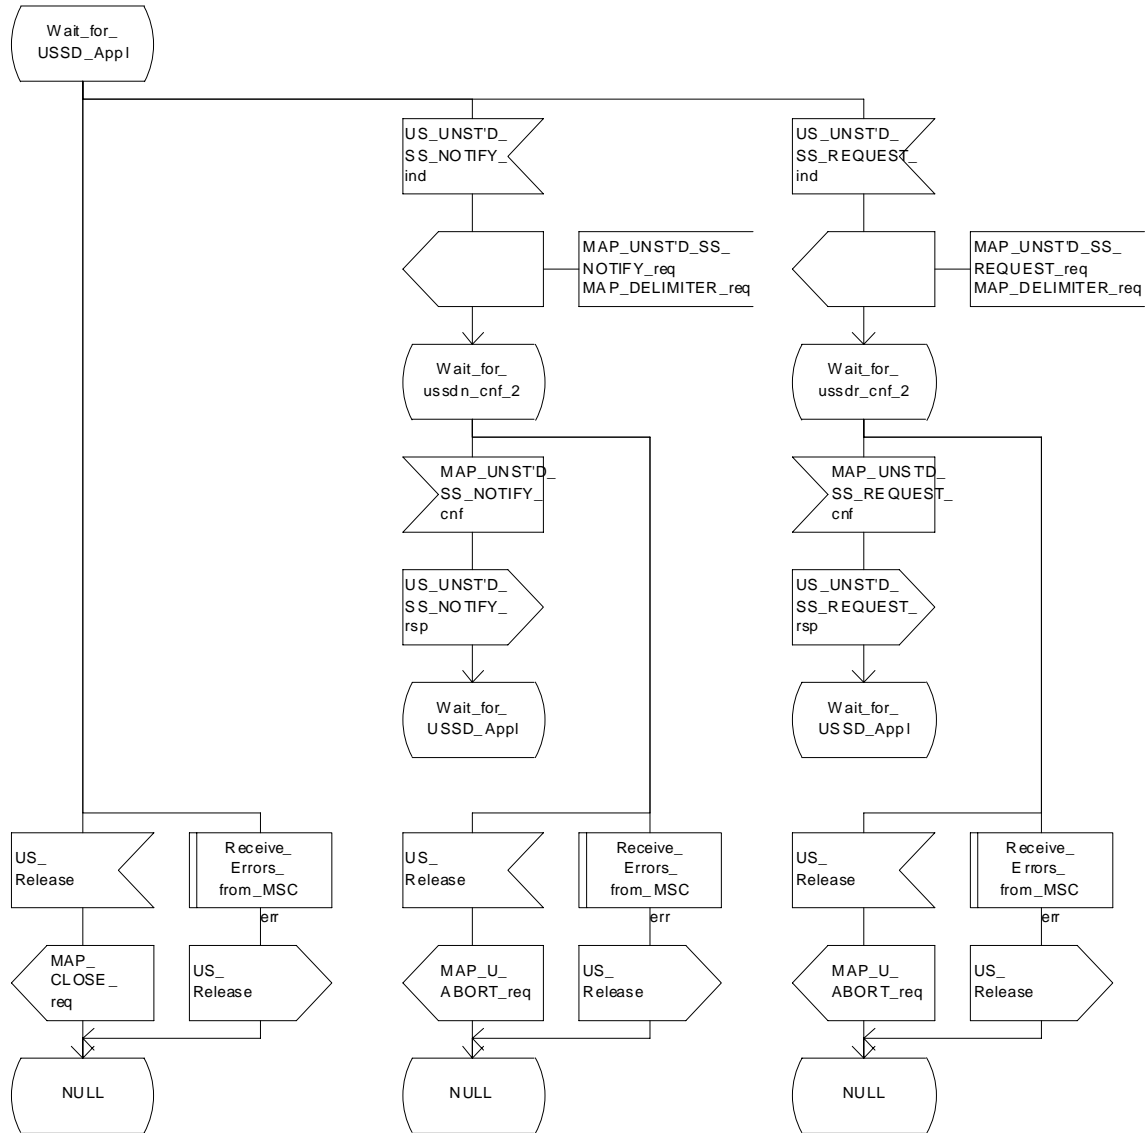 Wait_for_
USSD_Appl
US_UNST'D_
SS_NOTIFY_
ind
US_UNST'D_
SS_REQUEST_
ind
MAP_UNST'D_SS_
NOTIFY_req
MAP_DELIMITER_req
MAP_UNST'D_SS_
REQUEST_req
MAP_DELIMITER_req
Wait_for_
ussdn_cnf_2
Wait_for_
ussdr_cnf_2
MAP_UNST'D_
SS_NOTIFY_
cnf
MAP_UNST'D_
SS_REQUEST_
cnf
US_UNST'D_
SS_NOTIFY_
rsp
US_UNST'D_
SS_REQUEST_
rsp
Wait_for_
USSD_Appl
Wait_for_
USSD_Appl
US_
Release
Receive_
Errors_
from_MSC
err
US_
Release
Receive_
Errors_
from_MSC
err
US_
Release
Receive_
Errors_
from_MSC
err
MAP_
CLOSE_
req
US_
Release
MAP_U_
ABORT_req
US_
Release
MAP_U_
ABORT_req
US_
Release
NULL
NULL
NULL